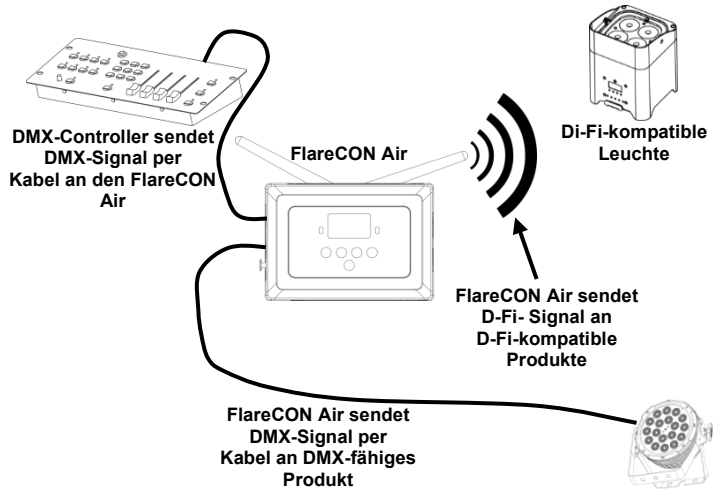 DMX-Controller sendet
DMX-Signal per
Kabel an den FlareCON
Air
FlareCON Air
Di-Fi-kompatible
Leuchte
FlareCON Air sendet
D-Fi- Signal an
D-Fi-kompatible
Produkte
FlareCON Air sendet
DMX-Signal per
Kabel an DMX-fähiges
Produkt